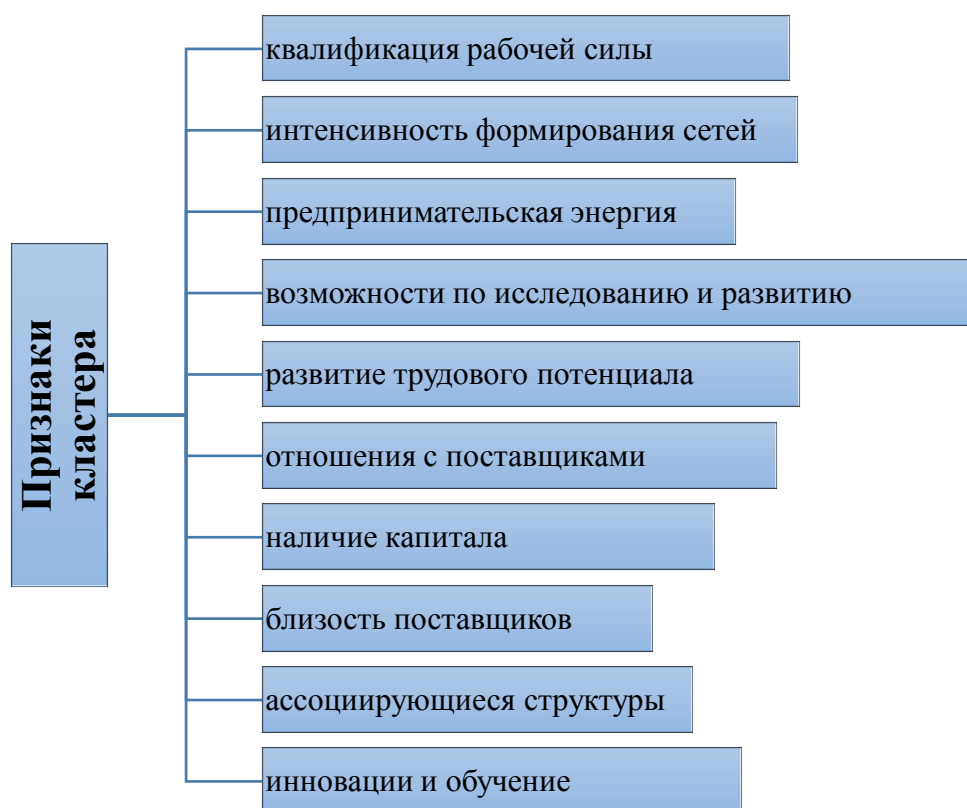 Признаки
кластера
квалификация рабочей силы
интенсивность формирования сетей
предпринимательская энергия
возможности по исследованию и развитию
развитие трудового потенциала
отношения с поставщиками
наличие капитала
близость поставщиков
ассоциирующиеся структуры
инновации и обучение